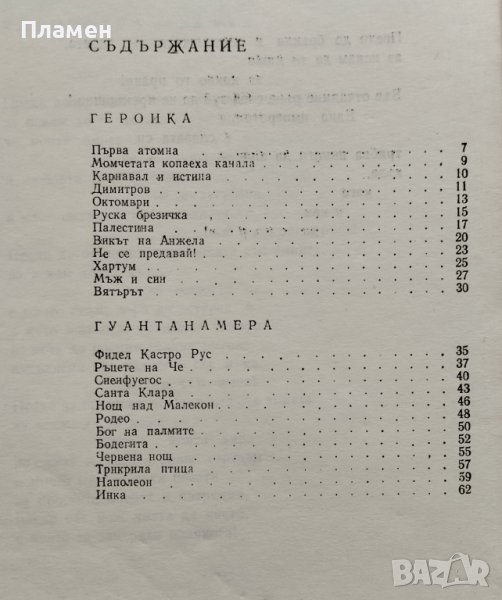 Пламен
СЪДЪРЖАНИЕ
ГЕРОИКА
Първа атомна . . . . . . . . . . 7
Момчетата копаеха канала . . . . . . . . . . 9
Карнавал и истина . . . . . . . . . . 10
Димитров . . . . . . . . . . 11
Октомври . . . . . . . . . . 13
Руска брезичка . . . . . . . . . . 15
Палестина . . . . . . . . . . 17
Викът на Анжела . . . . . . . . . . 20
Не се предавай! . . . . . . . . . . 23
Хартум . . . . . . . . . . 25
Мъж и син . . . . . . . . . . 27
Вятърът . . . . . . . . . . 30
ГУАНТАНАМЕРА
Фидел Кастро Рус . . . . . . . . . . 35
Ръцете на Че . . . . . . . . . . 37
Сиенфуегос . . . . . . . . . . 40
Санта Клара . . . . . . . . . . 43
Нощ над Малекон . . . . . . . . . . 46
Родео . . . . . . . . . . 48
Бог на палмите . . . . . . . . . . 50
Бодегита . . . . . . . . . . 52
Червена нощ . . . . . . . . . . 55
Трикрила птица . . . . . . . . . . 57
Наполеон . . . . . . . . . . 59
Инка . . . . . . . . . . 62
BAZAR